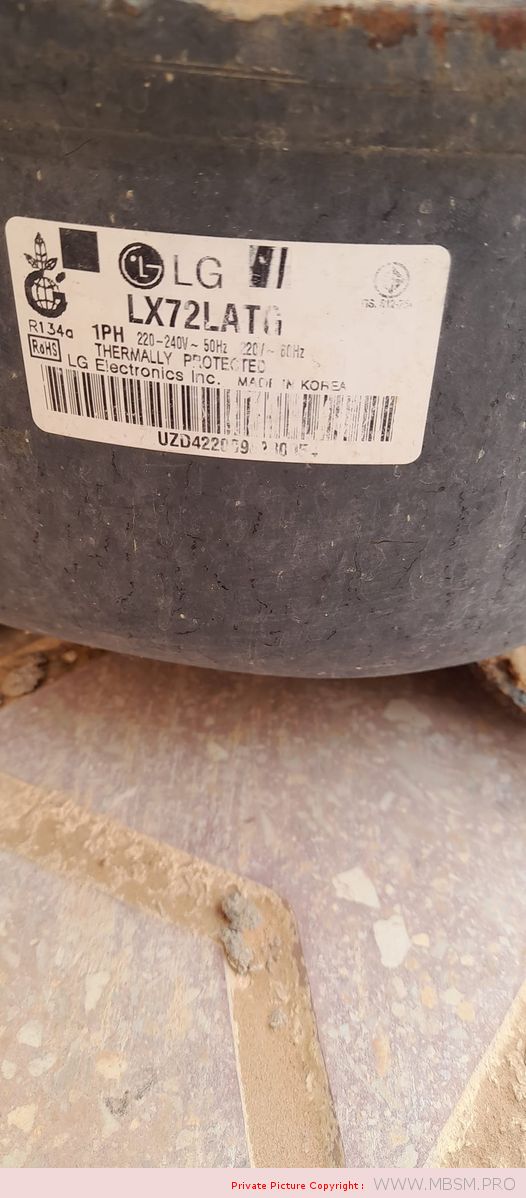 LG
LX72LATG
R134a 1PH 220-240V~ 50Hz 220V~ 60Hz
RoHS THERMALLY PROTECTED
LG Electronics Inc. MADE IN KOREA
Private Picture Copyright : WWW.MBSM.PRO